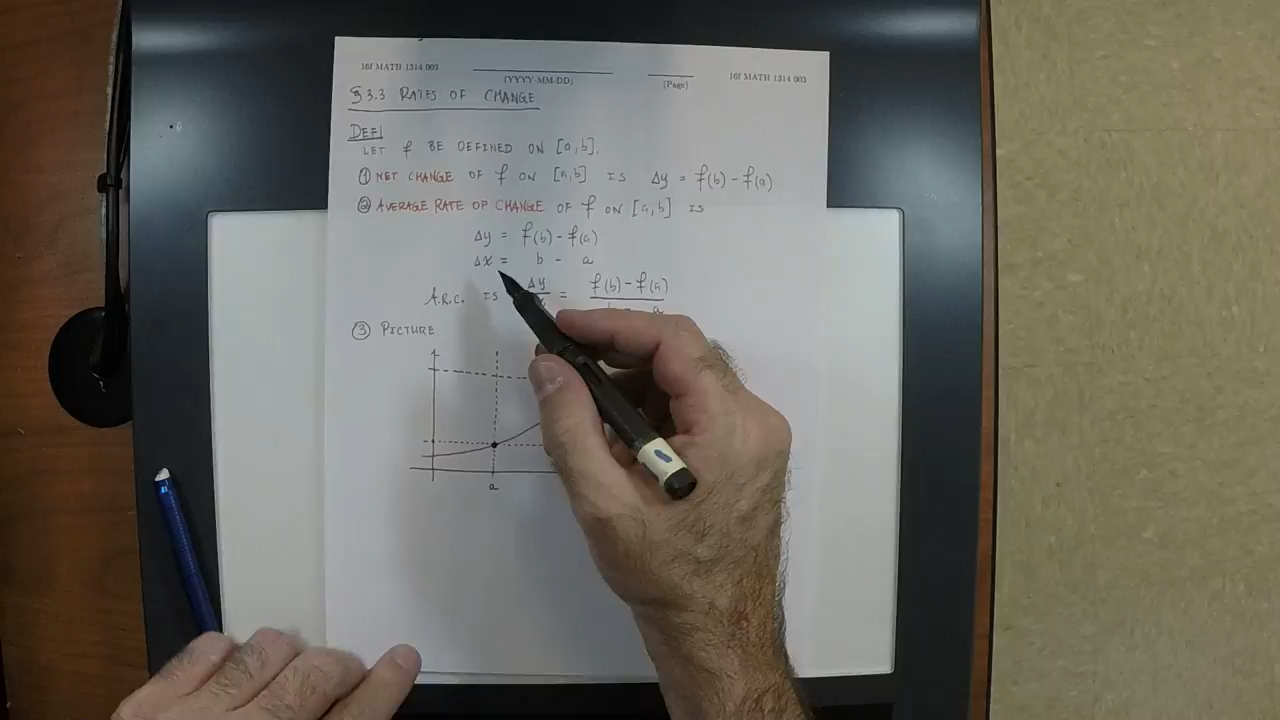 16f MATH 1314 003 (YYYY-MM-DD) (Page) 16f MATH 1314 003
§3.3 RATES OF CHANGE
DEF|
LET f BE DEFINED ON [a,b].
① NET CHANGE OF f ON [a,b] IS Δy = f(b) - f(a)
② AVERAGE RATE OF CHANGE OF f ON [a,b] IS
Δy = f(b) - f(a)
Δx = b - a
A.R.C. IS Δy = f(b) - f(a)
③ PICTURE
a